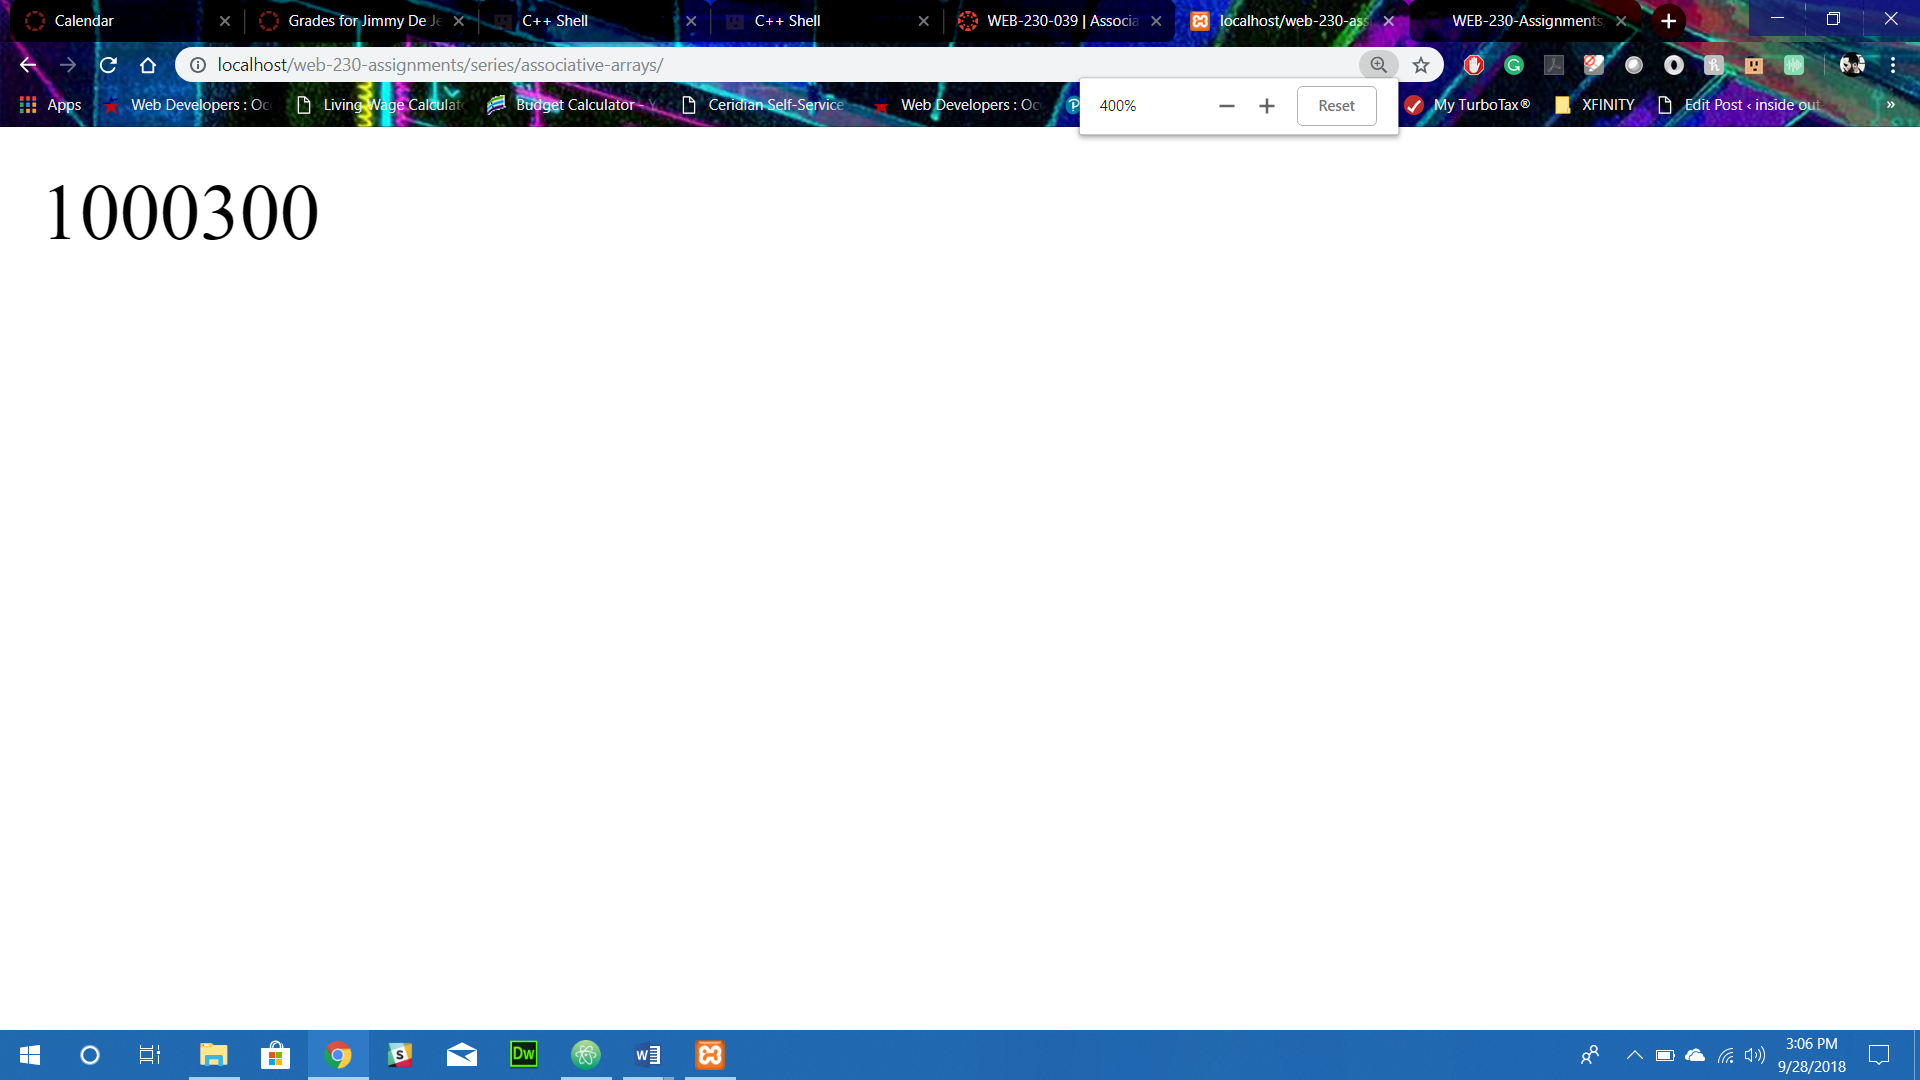 Calendar
Grades for Jimmy De Je
C++ Shell
C++ Shell
WEB-230-039 | Associa
localhost/web-230-ass
WEB-230-Assignments
localhost/web-230-assignments/series/associative-arrays/
Apps
Web Developers : Occ
Living Wage Calculat
Budget Calculator - Y
Ceridian Self-Service
Web Developers : Oc
My TurboTax®
XFINITY
Edit Post ‹ inside out
»
400%
Reset
1000300
Dw
3:06 PM
9/28/2018